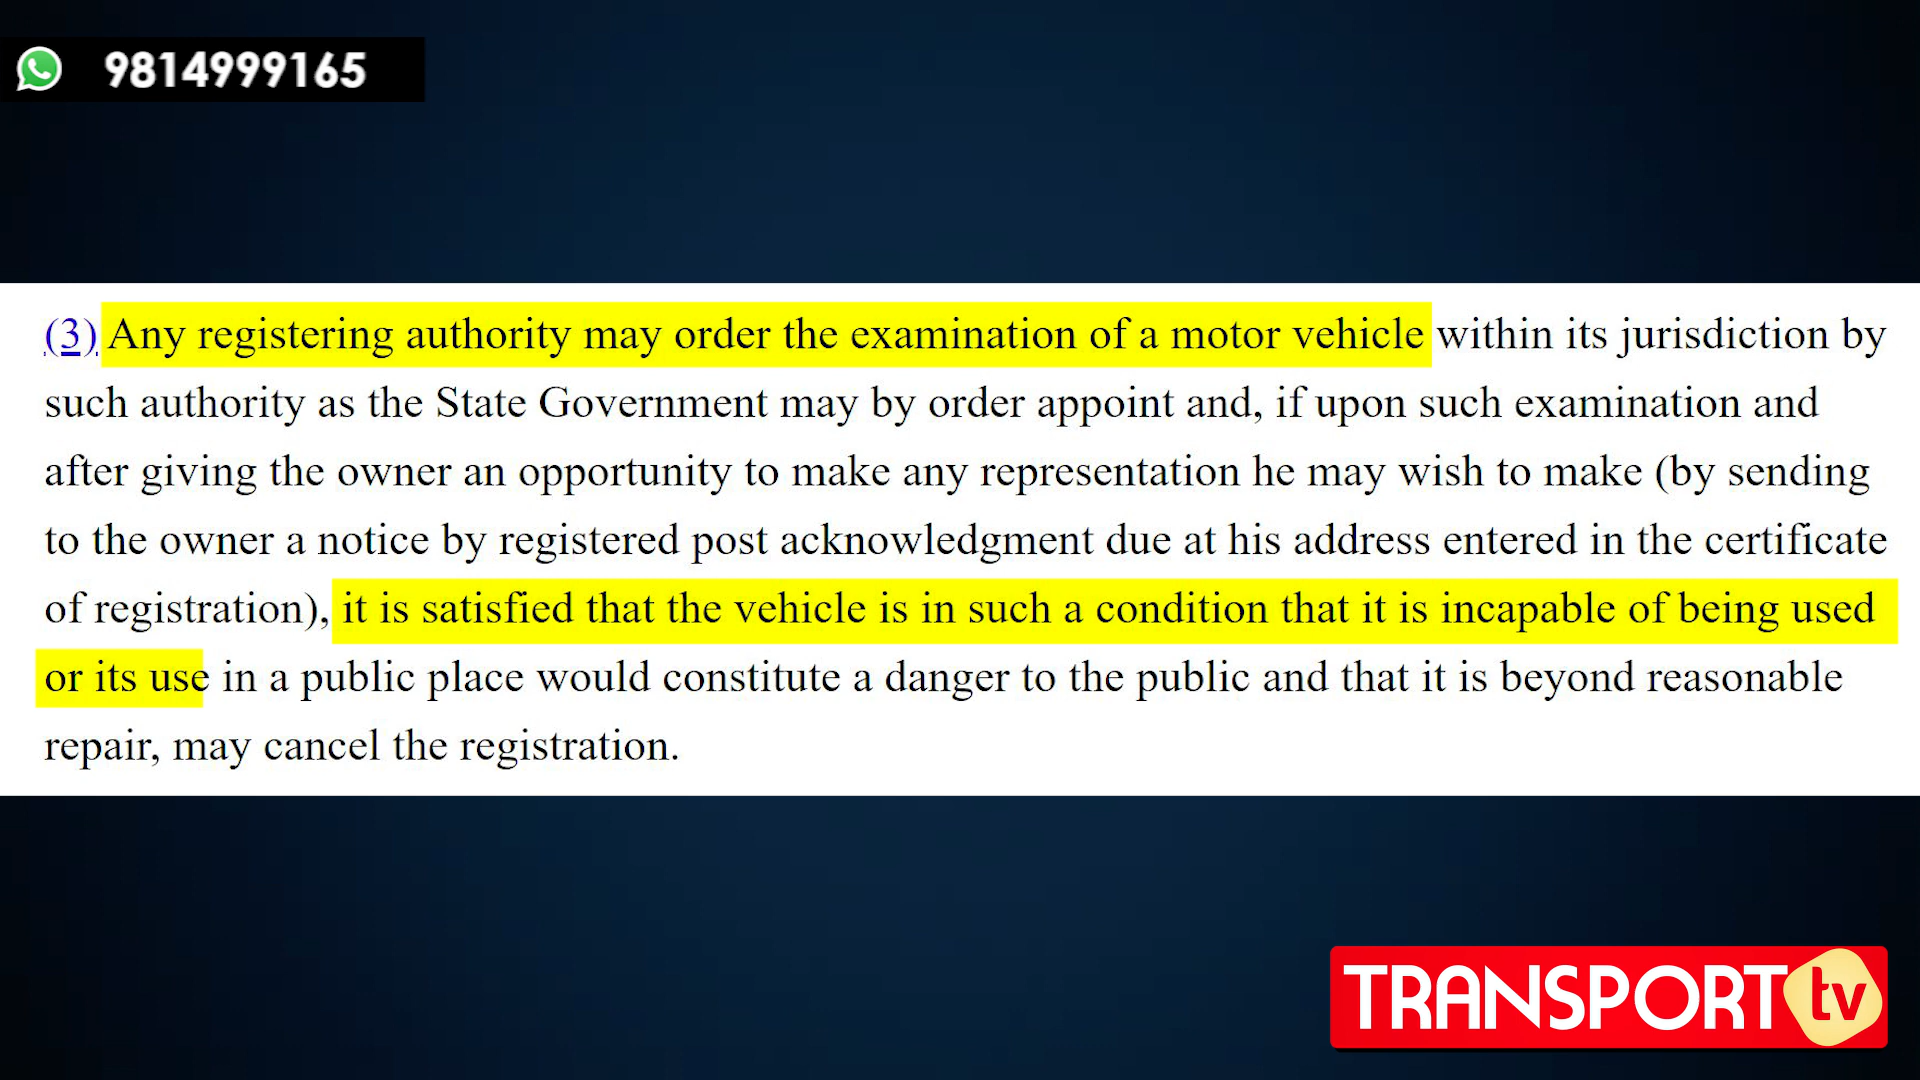 9814999165
(3) Any registering authority may order the examination of a motor vehicle within its jurisdiction by
such authority as the State Government may by order appoint and, if upon such examination and
after giving the owner an opportunity to make any representation he may wish to make (by sending
to the owner a notice by registered post acknowledgment due at his address entered in the certificate
of registration), it is satisfied that the vehicle is in such a condition that it is incapable of being used
or its use in a public place would constitute a danger to the public and that it is beyond reasonable
repair, may cancel the registration.
TRANSPORT tv